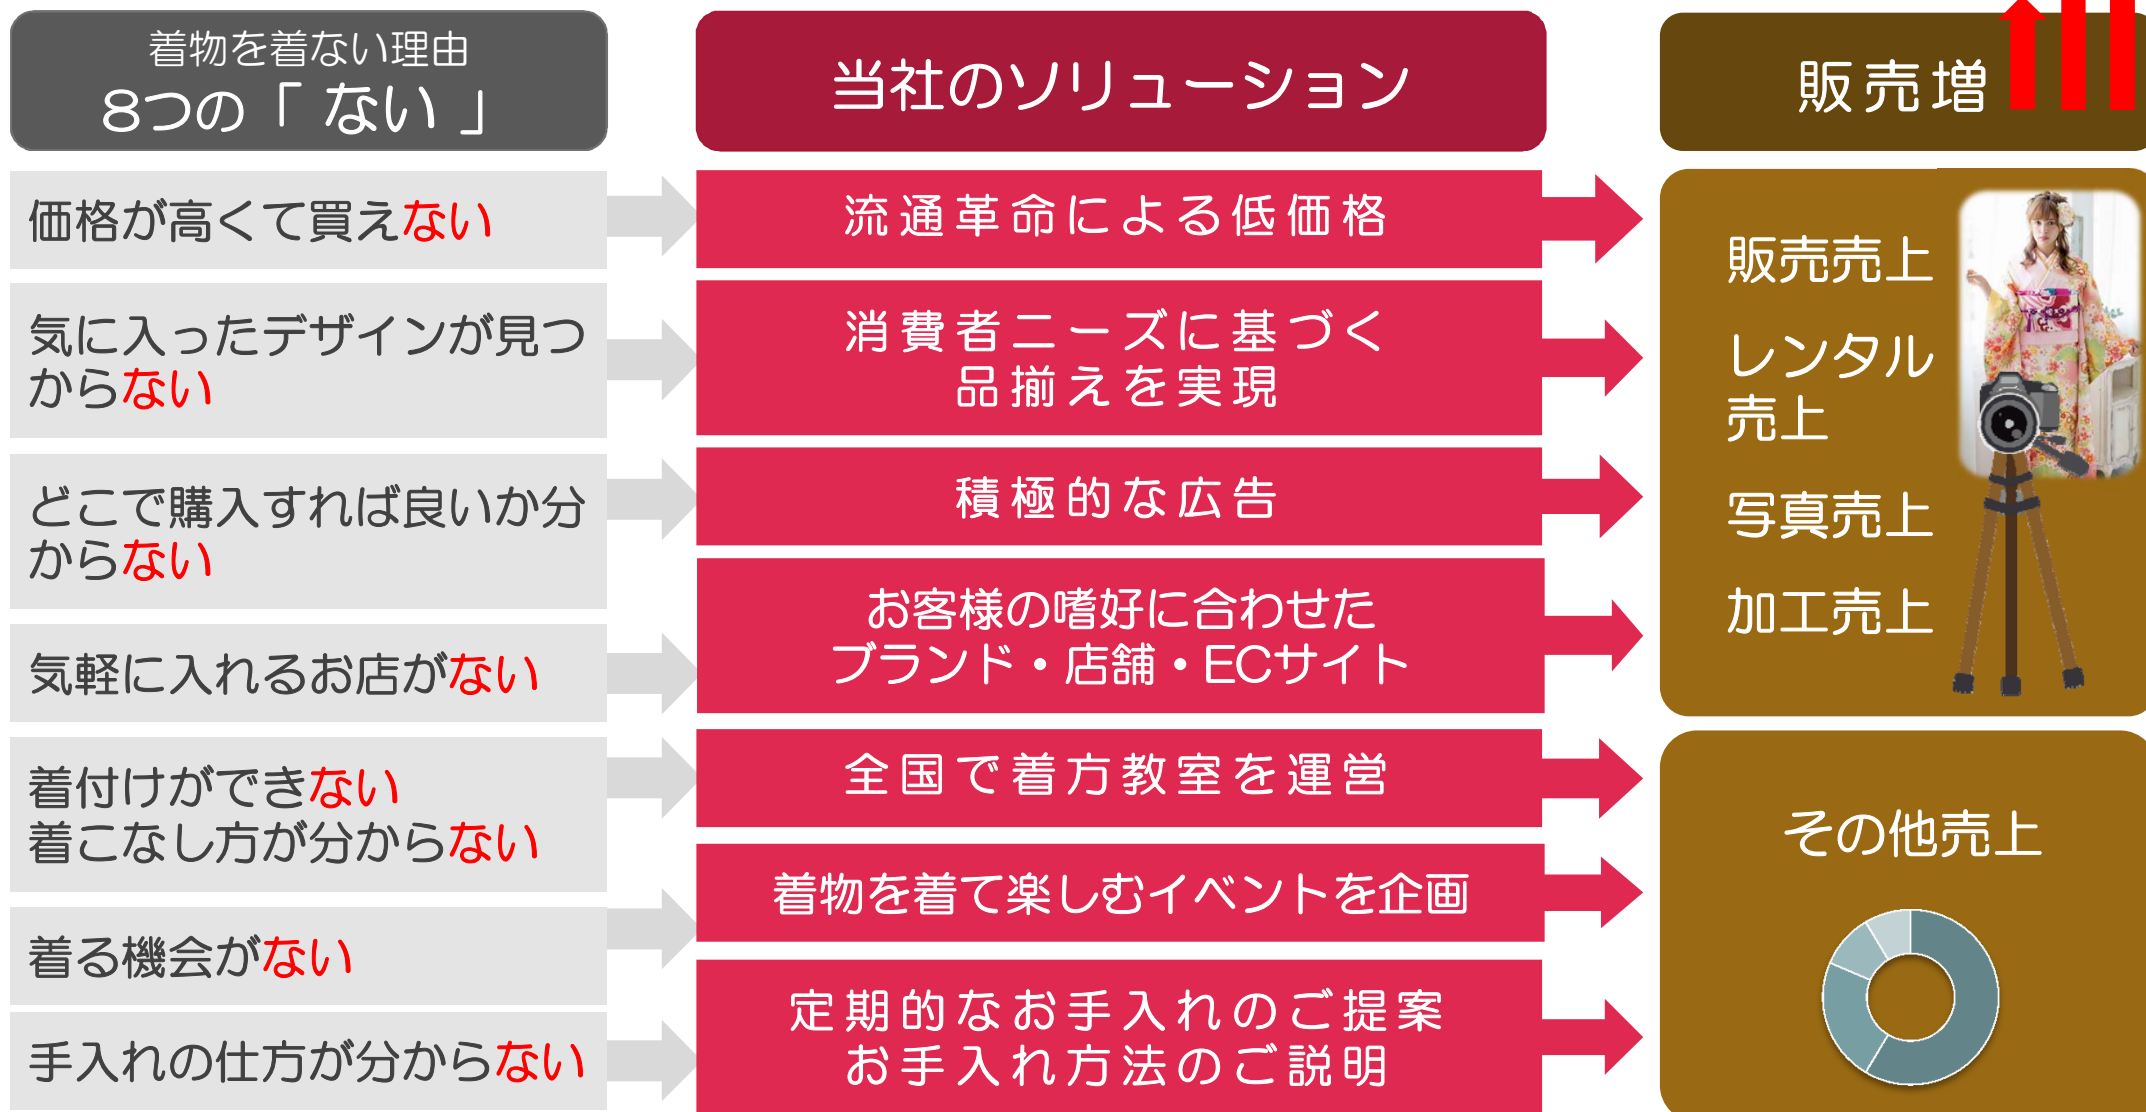 着物を着ない理由
8つの「 ない 」
価格が高くて買えない
気に入ったデザインが見つ
からない
どこで購入すれば良いか分
からない
気軽に入れるお店がない
着付けができない
着こなし方が分からない
着る機会がない
手入れの仕方が分からない
当社のソリューション
流通革命による低価格
消費者ニーズに基づく
品揃えを実現
積極的な広告
お客様の嗜好に合わせた
ブランド・店舗・ECサイト
全国で着方教室を運営
着物を着て楽しむイベントを企画
定期的なお手入れのご提案
お手入れ方法のご説明
販売増
販売売上
レンタル
売上
写真売上
加工売上
その他売上